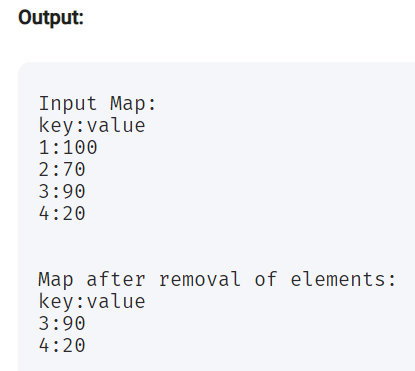 Output:
Input Map:
key:value
1:100
2:70
3:90
4:20
Map after removal of elements:
key:value
3:90
4:20